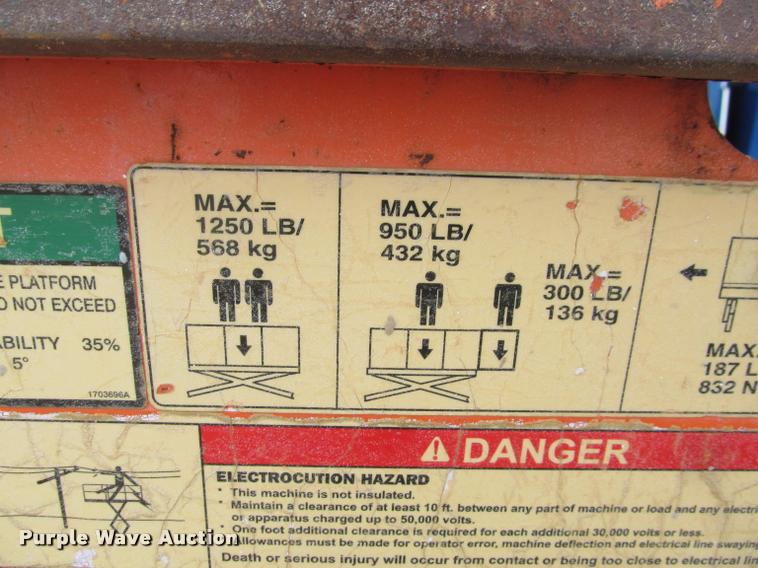 T
E PLATFORM
O NOT EXCEED
ABILITY 35%
5°
1703696A
MAX.=
1250 LB/
568 kg
MAX.=
950 LB/
432 kg
MAX.=
300 LB/
136 kg
MAX.
187 L
832 N
DANGER
ELECTROCUTION HAZARD
• This machine is not insulated.
• Maintain a clearance of at least 10 ft. between any part of machine or load and any electri
or apparatus charged up to 50,000 volts.
• One foot additional clearance is required for each additional 30,000 volts or less.
Allowances must be made for operator error, machine deflection and electrical line swaying
Death or serious injury will occur from contact or being too close to electrical lin
Purple Wave Auction
Purple Wave Auction